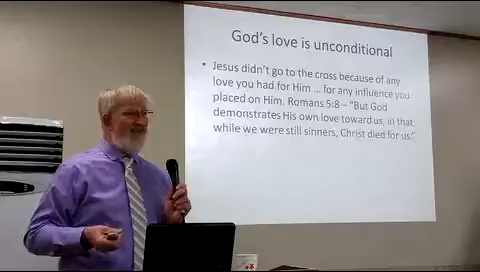 God's love is unconditional
• Jesus didn't go to the cross because of any
love you had for Him ... for any influence you
placed on Him. Romans 5:8 – "But God
demonstrates His own love toward us, in that
while we were still sinners, Christ died for us."